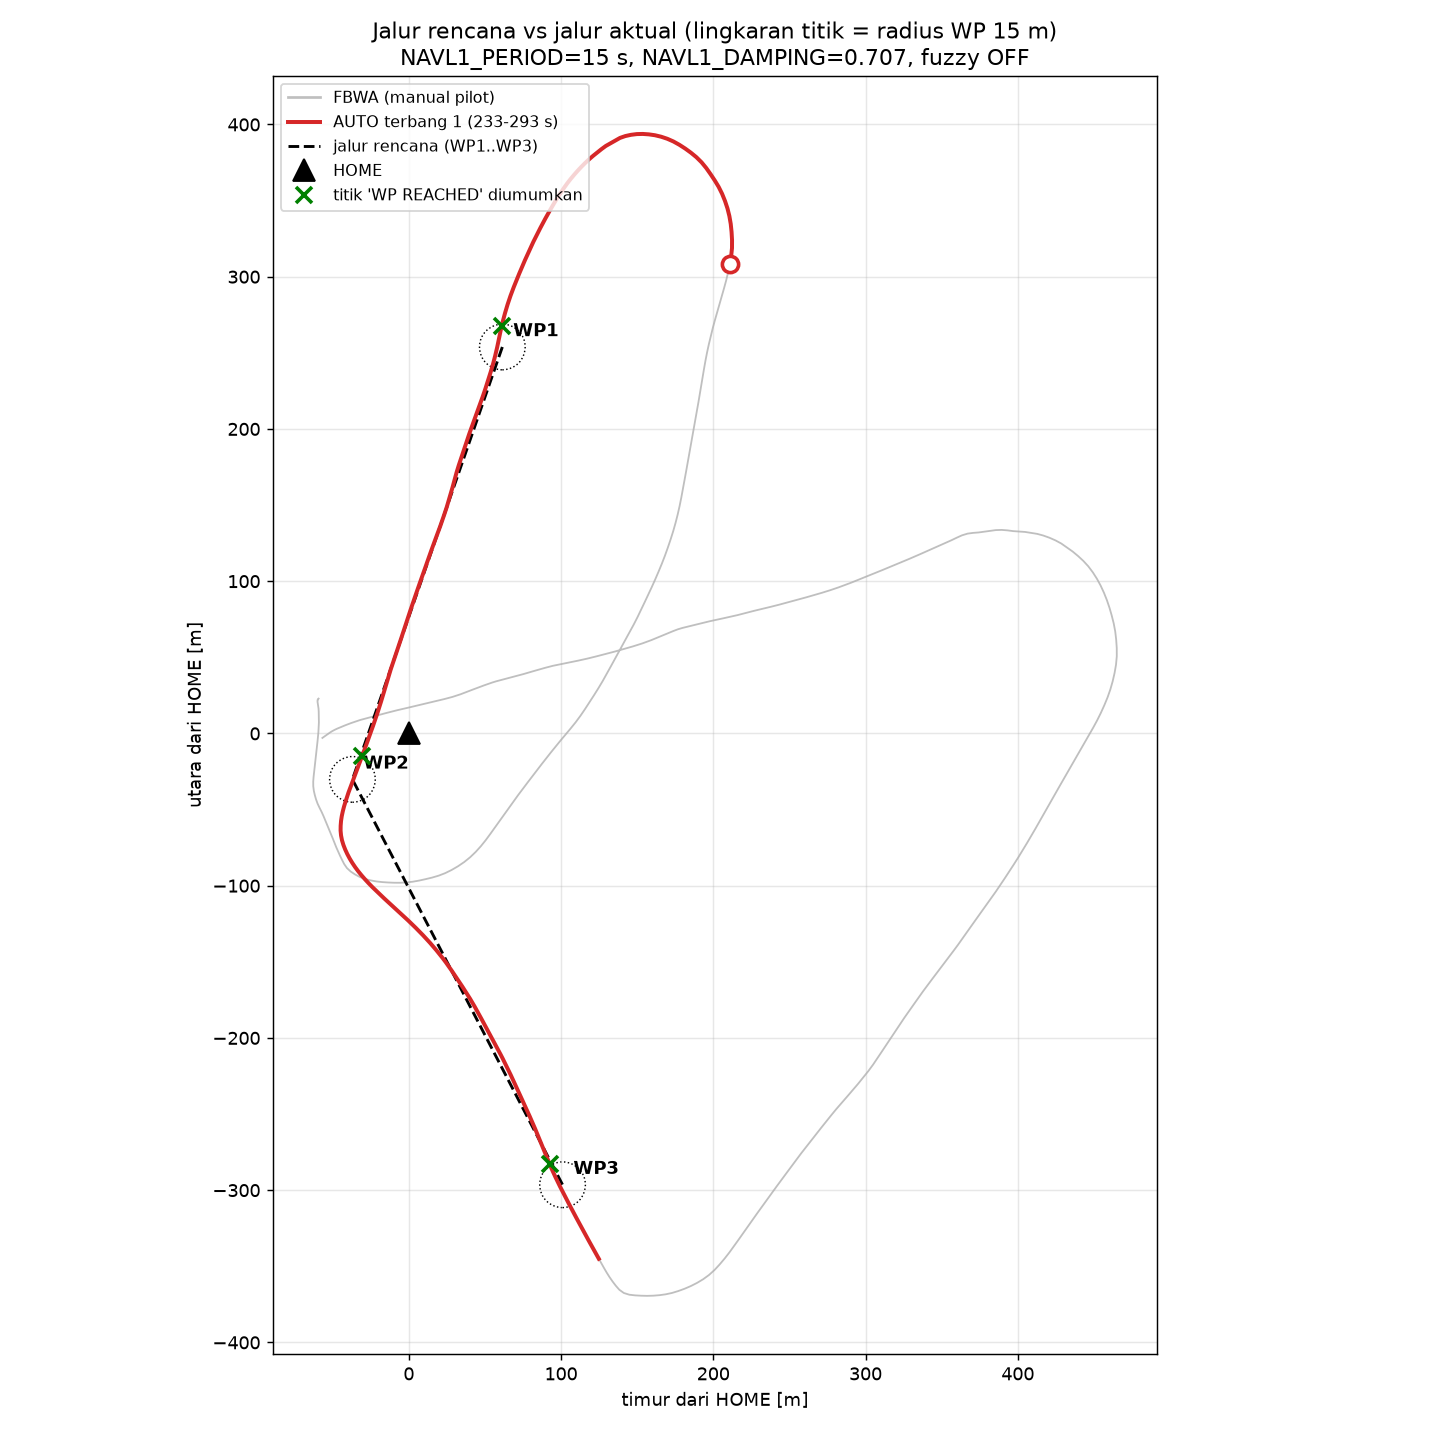 Jalur rencana vs jalur aktual (lingkaran titik = radius WP 15 m)
NAVL1_PERIOD=15 s, NAVL1_DAMPING=0.707, fuzzy OFF
FBWA (manual pilot)
AUTO terbang 1 (233-293 s)
jalur rencana (WP1..WP3)
HOME
titik 'WP REACHED' diumumkan
400
300
200
100
0
−100
−200
−300
−400
utara dari HOME [m]
WP1
WP2
WP3
0 100 200 300 400
timur dari HOME [m]